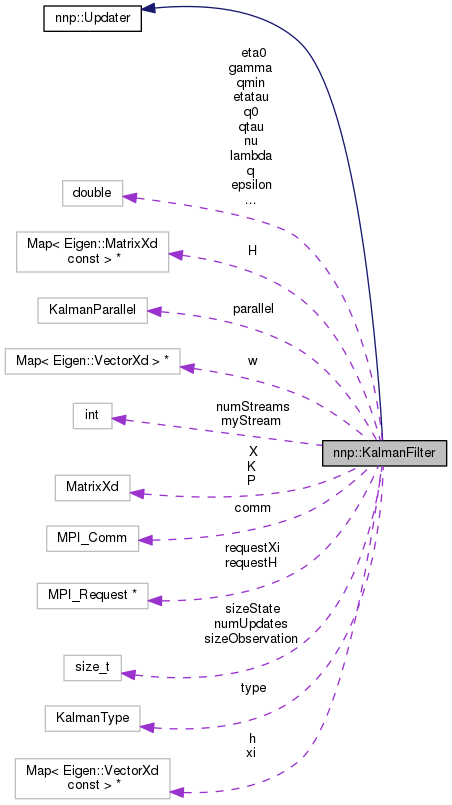 nnp::Updater
eta0
gamma
qmin
etatau
q0
qtau
nu
lambda
q
epsilon
...
double
Map< Eigen::MatrixXd
const > *
H
KalmanParallel
parallel
Map< Eigen::VectorXd > *
w
int
numStreams
myStream
nnp::KalmanFilter
MatrixXd
X
K
P
MPI_Comm
comm
MPI_Request *
requestXi
requestH
size_t
sizeState
numUpdates
sizeObservation
KalmanType
type
Map< Eigen::VectorXd
const > *
h
xi